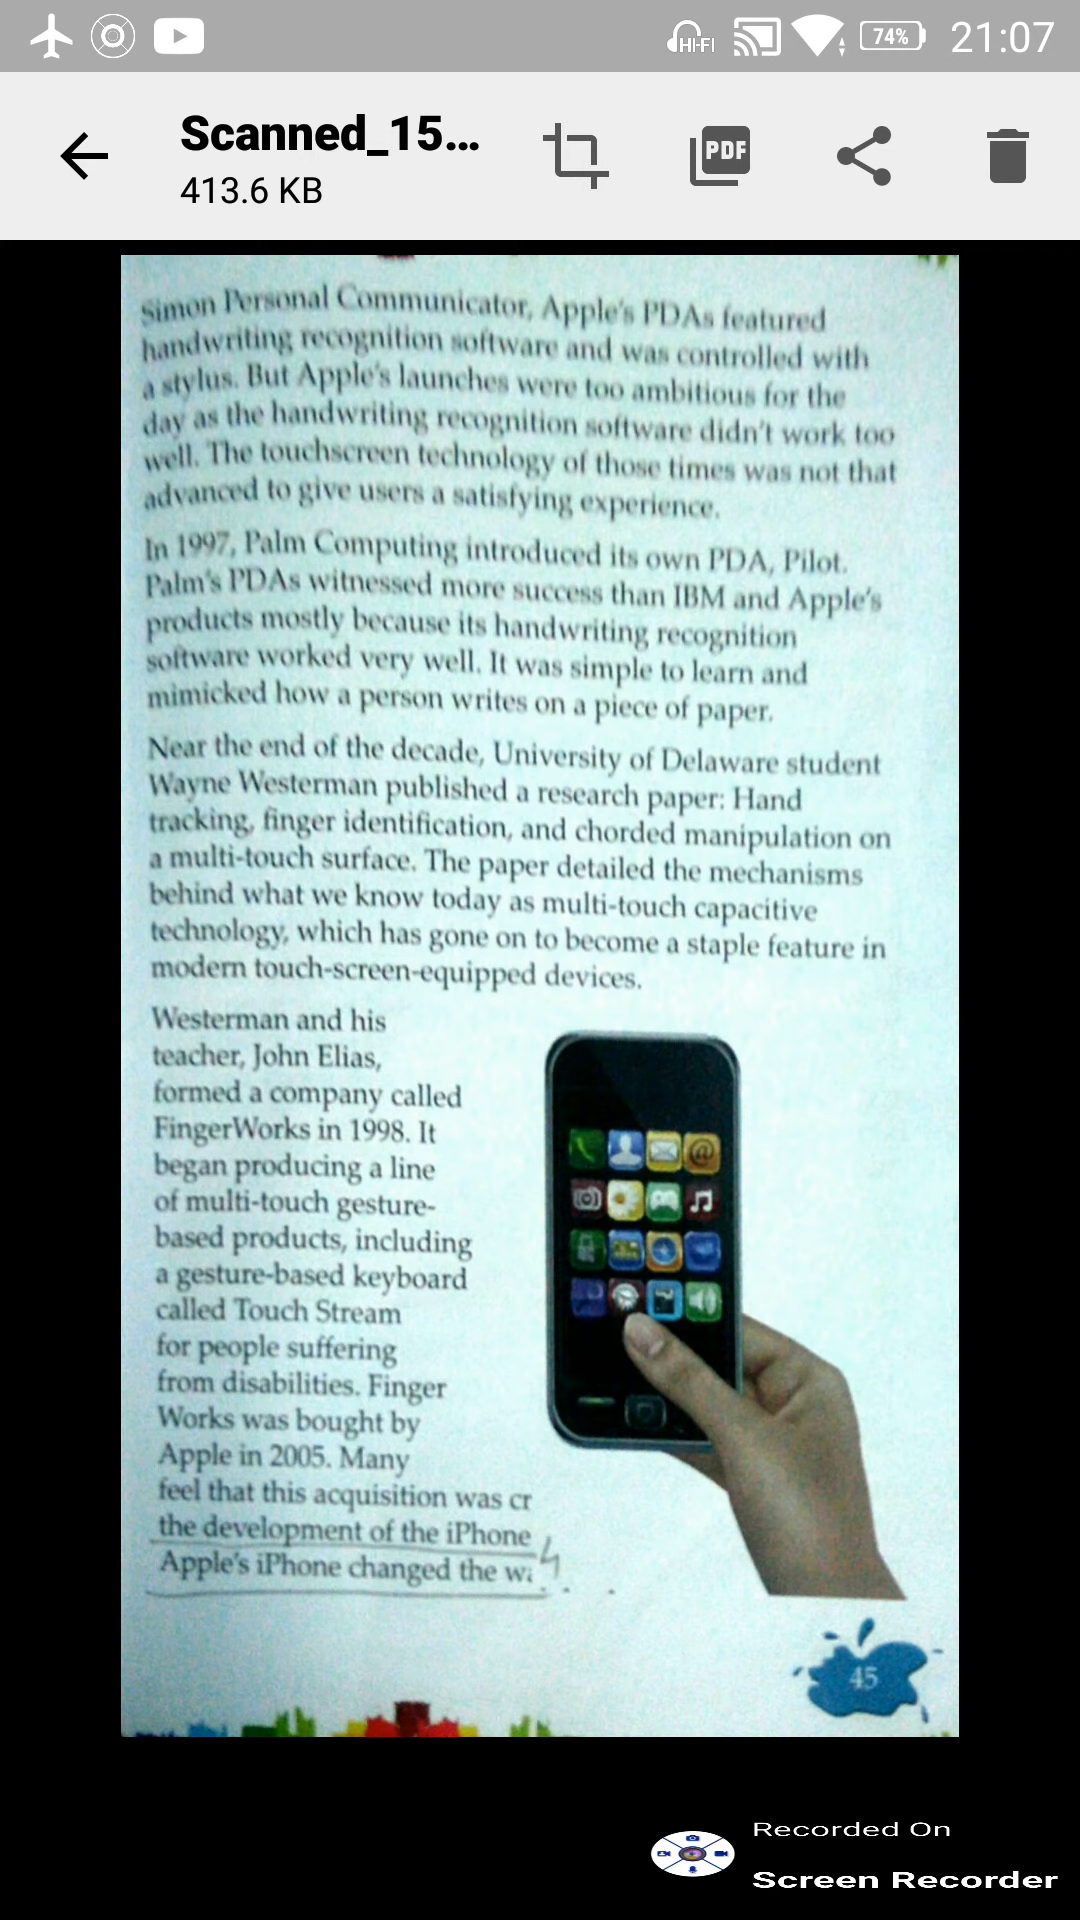 HI-FI
74%
21:07
Scanned_15...
413.6 KB
PDF
Simon Personal Communicator, Apple's PDAs featured
handwriting recognition software and was controlled with
a stylus. But Apple's launches were too ambitious for the
day as the handwriting recognition software didn't work too
well. The touchscreen technology of those times was not that
advanced to give users a satisfying experience.
In 1997, Palm Computing introduced its own PDA, Pilot.
Palm's PDAs witnessed more success than IBM and Apple's
products mostly because its handwriting recognition
software worked very well. It was simple to learn and
mimicked how a person writes on a piece of paper.
Near the end of the decade, University of Delaware student
Wayne Westerman published a research paper: Hand
tracking, finger identification, and chorded manipulation on
a multi-touch surface. The paper detailed the mechanisms
behind what we know today as multi-touch capacitive
technology, which has gone on to become a staple feature in
modern touch-screen-equipped devices.
Westerman and his
teacher, John Elias,
formed a company called
FingerWorks in 1998. It
began producing a line
of multi-touch gesture-
based products, including
a gesture-based keyboard
called Touch Stream
for people suffering
from disabilities. Finger
Works was bought by
Apple in 2005. Many
feel that this acquisition was cr
the development of the iPhone
Apple's iPhone changed the wa
@
45
Recorded On
Screen Recorder